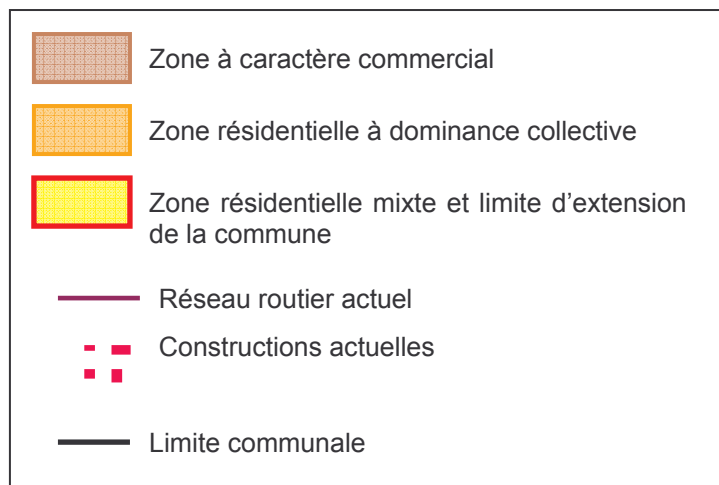 Zone à caractère commercial
Zone résidentielle à dominance collective
Zone résidentielle mixte et limite d'extension
de la commune
Réseau routier actuel
Constructions actuelles
Limite communale